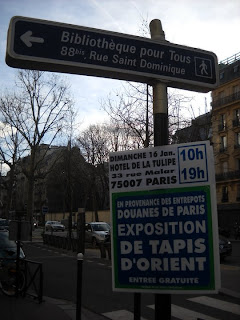 Bibliothèque pour Tous
88bis, Rue Saint Dominique
DIMANCHE 16 Jan.
HOTEL DE LA TULIPE
33 rue Malar
75007 PARIS
10h
19h
EN PROVENANCE DES ENTREPOTS
DOUANES DE PARIS
EXPOSITION
DE TAPIS
D'ORIENT
ENTREE GRATUITE